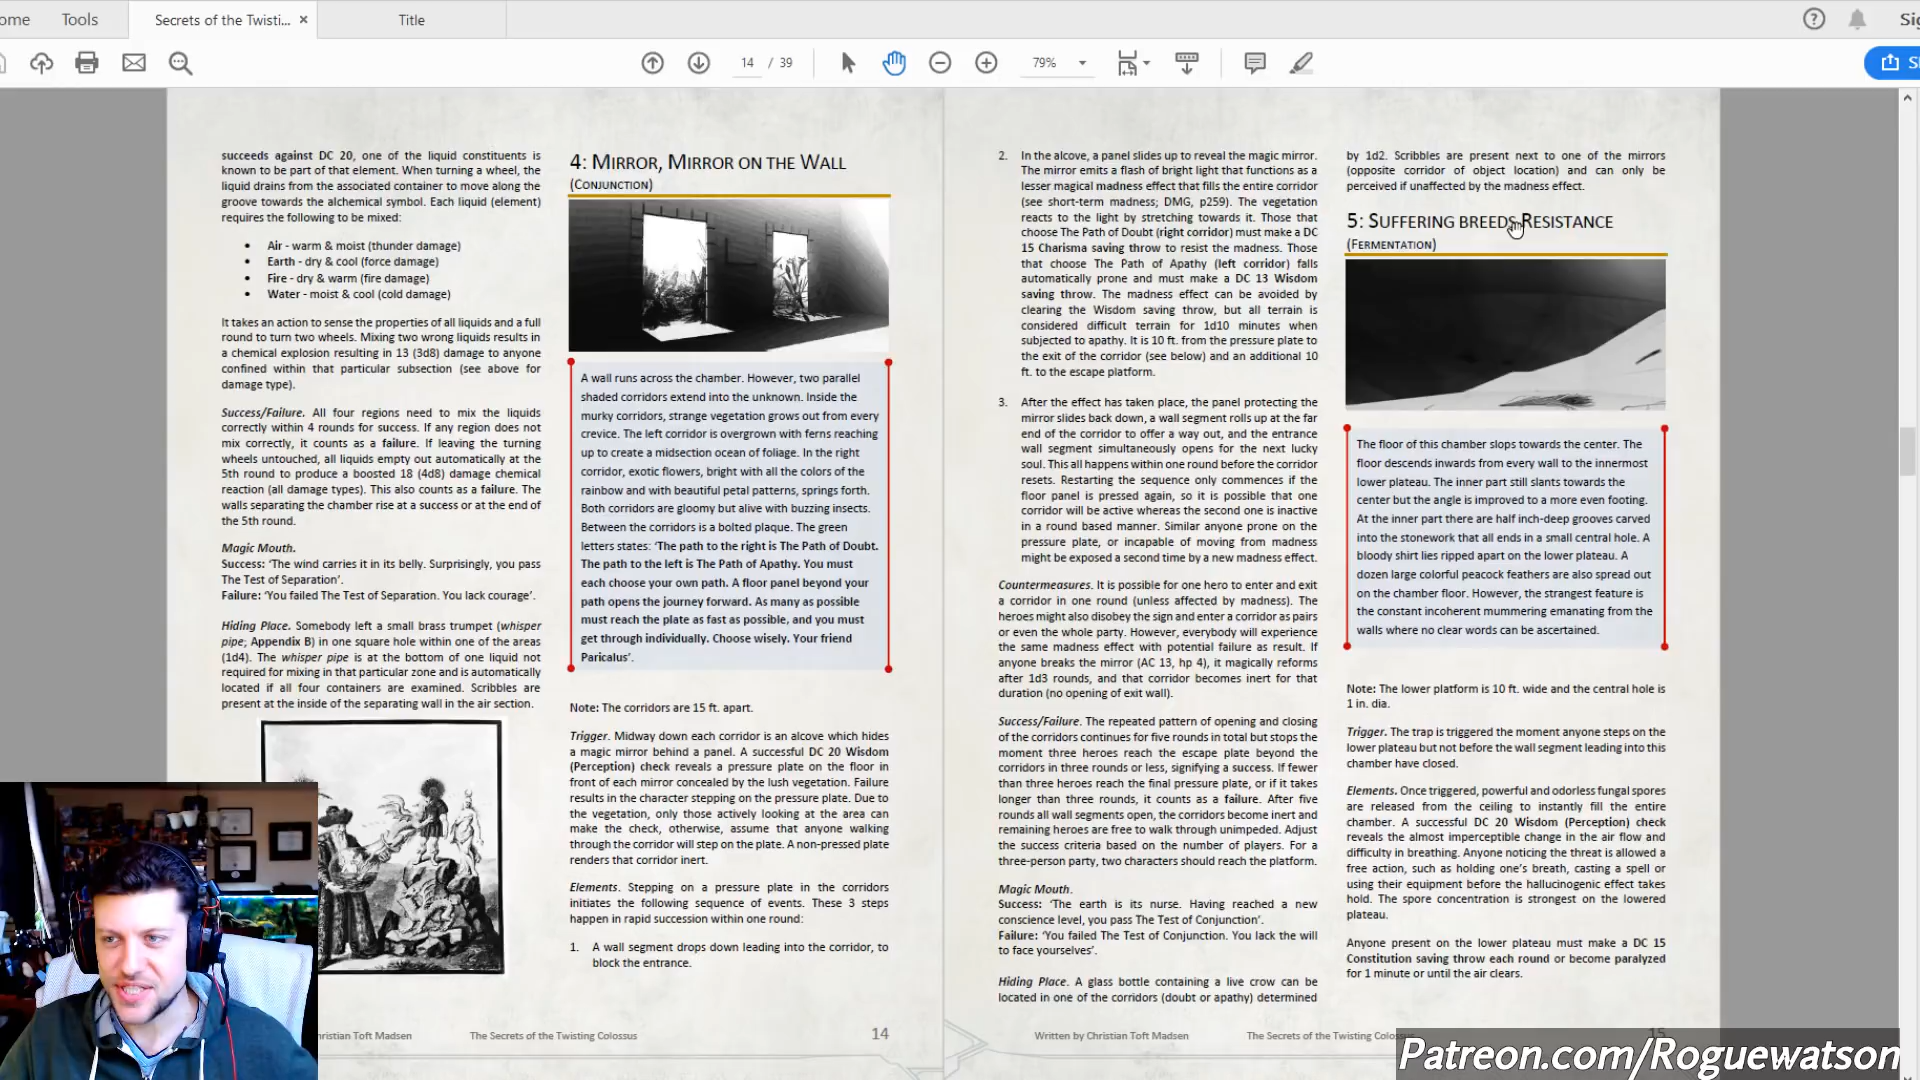 ome
Tools
Secrets of the Twisti...
×
Title
Sig
14 / 39
79%
S
succeeds against DC 20, one of the liquid constituents is
known to be part of that element. When turning a wheel, the
liquid drains from the associated container to move along the
groove towards the alchemical symbol. Each liquid (element)
requires the following to be mixed:
• Air - warm & moist (thunder damage)
• Earth - dry & cool (force damage)
• Fire - dry & warm (fire damage)
• Water - moist & cool (cold damage)
It takes an action to sense the properties of all liquids and a full
round to turn two wheels. Mixing two wrong liquids results in
a chemical explosion resulting in 13 (3d8) damage to anyone
confined within that particular subsection (see above for
damage type).
Success/Failure. All four regions need to mix the liquids
correctly within 4 rounds for success. If any region does not
mix correctly, it counts as a failure. If leaving the turning
wheels untouched, all liquids empty out automatically at the
5th round to produce a boosted 18 (4d8) damage chemical
reaction (all damage types). This also counts as a failure. The
walls separating the chamber rise at a success or at the end of
the 5th round.
Magic Mouth.
Success: 'The wind carries it in its belly. Surprisingly, you pass
The Test of Separation'.
Failure: 'You failed The Test of Separation. You lack courage'.
Hiding Place. Somebody left a small brass trumpet (whisper
pipe; Appendix B) in one square hole within one of the areas
(1d4). The whisper pipe is at the bottom of one liquid not
required for mixing in that particular zone and is automatically
located if all four containers are examined. Scribbles are
present at the inside of the separating wall in the air section.
4: MIRROR, MIRROR ON THE WALL
(CONJUNCTION)
A wall runs across the chamber. However, two parallel
shaded corridors extend into the unknown. Inside the
murky corridors, strange vegetation grows out from every
crevice. The left corridor is overgrown with ferns reaching
up to create a midsection ocean of foliage. In the right
corridor, exotic flowers, bright with all the colors of the
rainbow and with beautiful petal patterns, springs forth.
Both corridors are gloomy but alive with buzzing insects.
Between the corridors is a bolted plaque. The green
letters states: 'The path to the right is The Path of Doubt.
The path to the left is The Path of Apathy. You must
each choose your own path. A floor panel beyond your
path opens the journey forward. As many as possible
must reach the plate as fast as possible, and you must
get through individually. Choose wisely. Your friend
Paricalus'.
Note: The corridors are 15 ft. apart.
Trigger. Midway down each corridor is an alcove which hides
a magic mirror behind a panel. A successful DC 20 Wisdom
(Perception) check reveals a pressure plate on the floor in
front of each mirror concealed by the lush vegetation. Failure
results in the character stepping on the pressure plate. Due to
the vegetation, only those actively looking at the area can
make the check, otherwise, assume that anyone walking
through the corridor will step on the plate. A non-pressed plate
renders that corridor inert.
Elements. Stepping on a pressure plate in the corridors
initiates the following sequence of events. These 3 steps
happen in rapid succession within one round:
1. A wall segment drops down leading into the corridor, to
block the entrance.
hristian Toft Madsen
The Secrets of the Twisting Colossus
14
2. In the alcove, a panel slides up to reveal the magic mirror.
The mirror emits a flash of bright light that functions as a
lesser magical madness effect that fills the entire corridor
(see short-term madness; DMG, p259). The vegetation
reacts to the light by stretching towards it. Those that
choose The Path of Doubt (right corridor) must make a DC
15 Charisma saving throw to resist the madness. Those
that choose The Path of Apathy (left corridor) falls
automatically prone and must make a DC 13 Wisdom
saving throw. The madness effect can be avoided by
clearing the Wisdom saving throw, but all terrain is
considered difficult terrain for 1d10 minutes when
subjected to apathy. It is 10 ft. from the pressure plate to
the exit of the corridor (see below) and an additional 10
ft. to the escape platform.
3. After the effect has taken place, the panel protecting the
mirror slides back down, a wall segment rolls up at the far
end of the corridor to offer a way out, and the entrance
wall segment simultaneously opens for the next lucky
soul. This all happens within one round before the corridor
resets. Restarting the sequence only commences if the
floor panel is pressed again, so it is possible that one
corridor will be active whereas the second one is inactive
in a round based manner. Similar anyone prone on the
pressure plate, or incapable of moving from madness
might be exposed a second time by a new madness effect.
Countermeasures. It is possible for one hero to enter and exit
a corridor in one round (unless affected by madness). The
heroes might also disobey the sign and enter a corridor as pairs
or even the whole party. However, everybody will experience
the same madness effect with potential failure as result. If
anyone breaks the mirror (AC 13, hp 4), it magically reforms
after 1d3 rounds, and that corridor becomes inert for that
duration (no opening of exit wall).
Success/Failure. The repeated pattern of opening and closing
of the corridors continues for five rounds in total but stops the
moment three heroes reach the escape plate beyond the
corridors in three rounds or less, signifying a success. If fewer
than three heroes reach the final pressure plate, or if it takes
longer than three rounds, it counts as a failure. After five
rounds all wall segments open, the corridors become inert and
remaining heroes are free to walk through unimpeded. Adjust
the success criteria based on the number of players. For a
three-person party, two characters should reach the platform.
Magic Mouth.
Success: 'The earth is its nurse. Having reached a new
conscience level, you pass The Test of Conjunction'.
Failure: 'You failed The Test of Conjunction. You lack the will
to face yourselves'.
Hiding Place. A glass bottle containing a live crow can be
located in one of the corridors (doubt or apathy) determined
by 1d2. Scribbles are present next to one of the mirrors
(opposite corridor of object location) and can only be
perceived if unaffected by the madness effect.
5: SUFFERING BREEDS RESISTANCE
(FERMENTATION)
The floor of this chamber slops towards the center. The
floor descends inwards from every wall to the innermost
lower plateau. The inner part still slants towards the
center but the angle is improved to a more even footing.
At the inner part there are half inch-deep grooves carved
into the stonework that all ends in a small central hole. A
bloody shirt lies ripped apart on the lower plateau. A
dozen large colorful peacock feathers are also spread out
on the chamber floor. However, the strangest feature is
the constant incoherent mummering emanating from the
walls where no clear words can be ascertained.
Note: The lower platform is 10 ft. wide and the central hole is
1 in. dia.
Trigger. The trap is triggered the moment anyone steps on the
lower plateau but not before the wall segment leading into this
chamber have closed.
Elements. Once triggered, powerful and odorless fungal spores
are released from the ceiling to instantly fill the entire
chamber. A successful DC 20 Wisdom (Perception) check
reveals the almost imperceptible change in the air flow and
difficulty in breathing. Anyone noticing the threat is allowed a
free action, such as holding one's breath, casting a spell or
using their equipment before the hallucinogenic effect takes
hold. The spore concentration is strongest on the lowered
plateau.
Anyone present on the lower plateau must make a DC 15
Constitution saving throw each round or become paralyzed
for 1 minute or until the air clears.
Written by Christian Toft Madsen
The Secrets of the Twisting Coloss
Patreon.com/Roguewatson